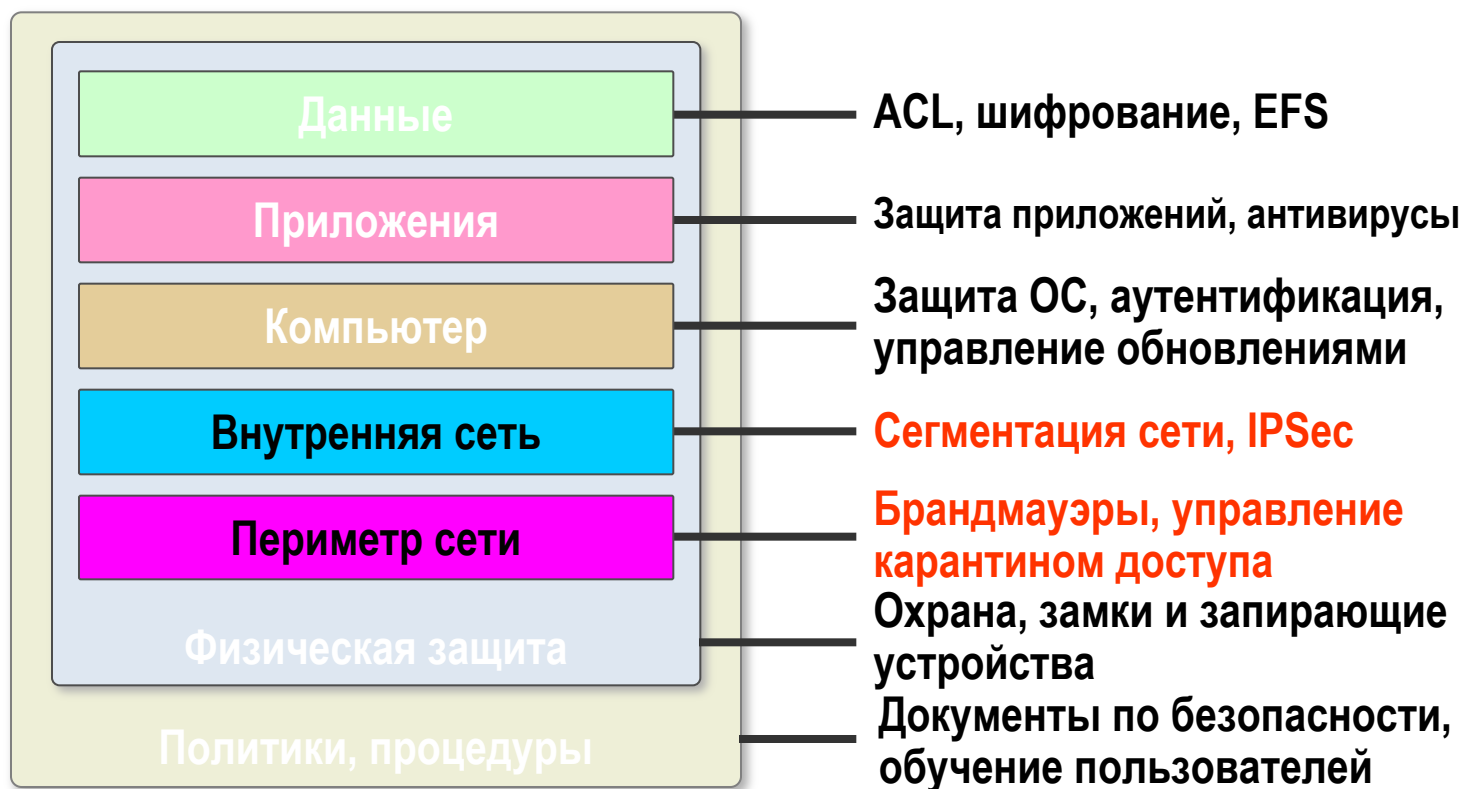 Данные
ACL, шифрование, EFS
Приложения
Защита приложений, антивирусы
Компьютер
Защита ОС, аутентификация,
управление обновлениями
Внутренняя сеть
Сегментация сети, IPSec
Периметр сети
Брандмауэры, управление
карантином доступа
Физическая защита
Охрана, замки и запирающие
устройства
Политики, процедуры
Документы по безопасности,
обучение пользователей